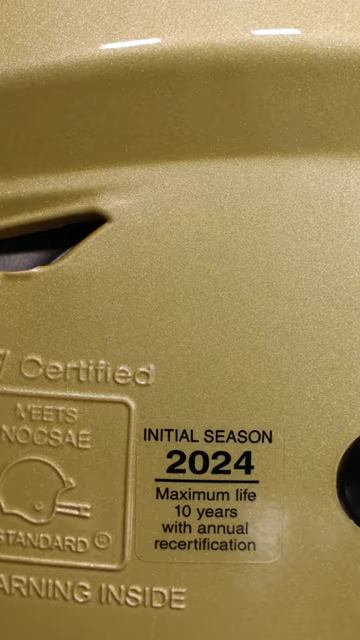 Certified
MEETS
NOCSAE
STANDARD®
INITIAL SEASON
2024
Maximum life
10 years
with annual
recertification
ARNING INSIDE